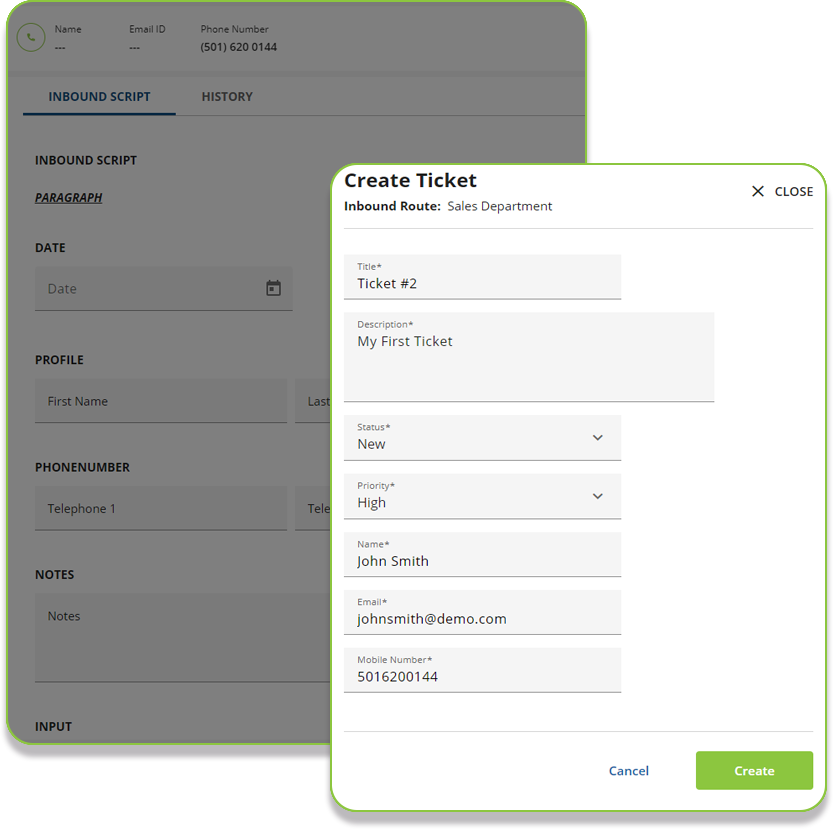 Name Email ID Phone Number
--- --- (501) 620 0144
INBOUND SCRIPT HISTORY
INBOUND SCRIPT
PARAGRAPH
DATE
Date
PROFILE
First Name Last
PHONENUMBER
Telephone 1 Tele
NOTES
Notes
INPUT
Create Ticket
CLOSE
Inbound Route: Sales Department
Title*
Ticket #2
Description*
My First Ticket
Status*
New
Priority*
High
Name*
John Smith
Email*
johnsmith@demo.com
Mobile Number*
5016200144
Cancel Create